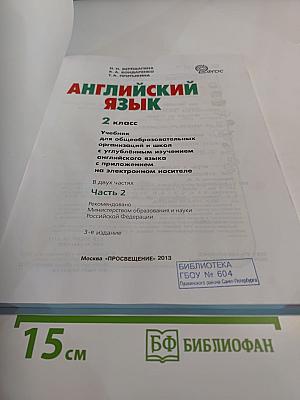 И. Н. ВЕРЕЩАГИНА
К. А. БОНДАРЕНКО
Т. А. ПРИТЫКИНА
ФГОС
АНГЛИЙСКИЙ
ЯЗЫК
2 класс
Учебник
для общеобразовательных
организаций и школ
с углублённым изучением
английского языка
с приложением
на электронном носителе
В двух частях
Часть 2
Рекомендовано
Министерством образования и науки
Российской Федерации
3-е издание
Москва «ПРОСВЕЩЕНИЕ» 2013
БИБЛИОТЕКА
ГБОУ № 604
Пушкинского района Санкт-Петербурга
15 см
БФ БИБЛИОФАН